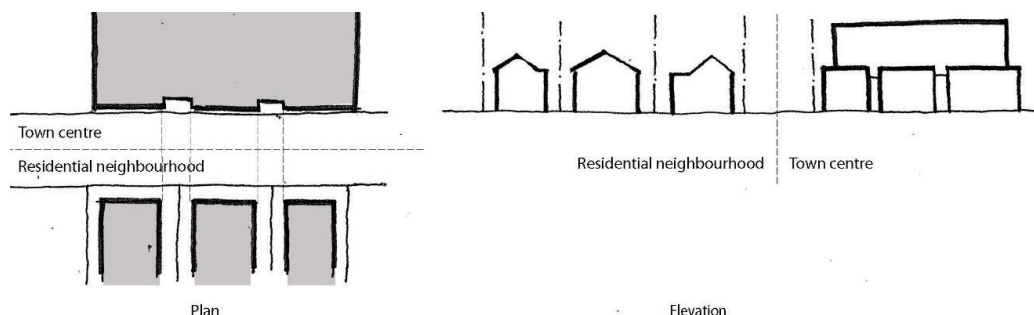 Town centre
Residential neighbourhood
Plan
Residential neighbourhood
Town centre
Elevation